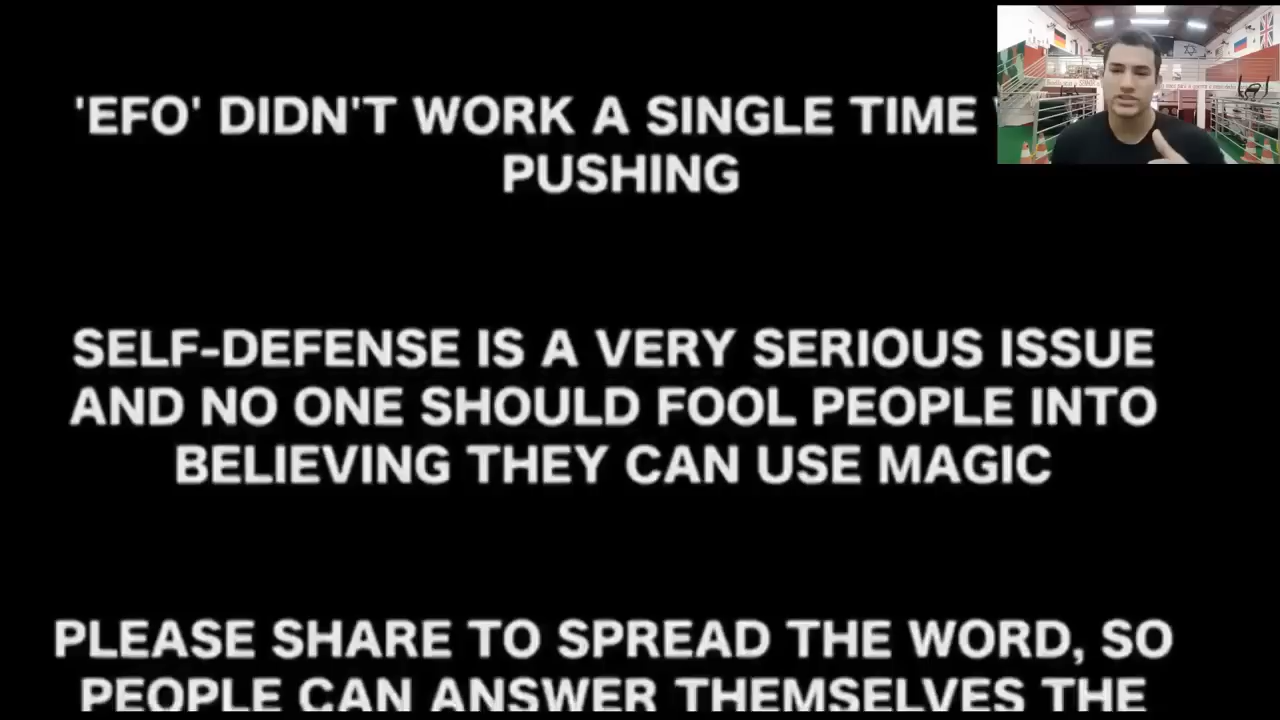 'EFO' DIDN'T WORK A SINGLE TIME
PUSHING
SELF-DEFENSE IS A VERY SERIOUS ISSUE
AND NO ONE SHOULD FOOL PEOPLE INTO
BELIEVING THEY CAN USE MAGIC
PLEASE SHARE TO SPREAD THE WORD, SO
PEOPLE CAN ANSWER THEMSELVES THE